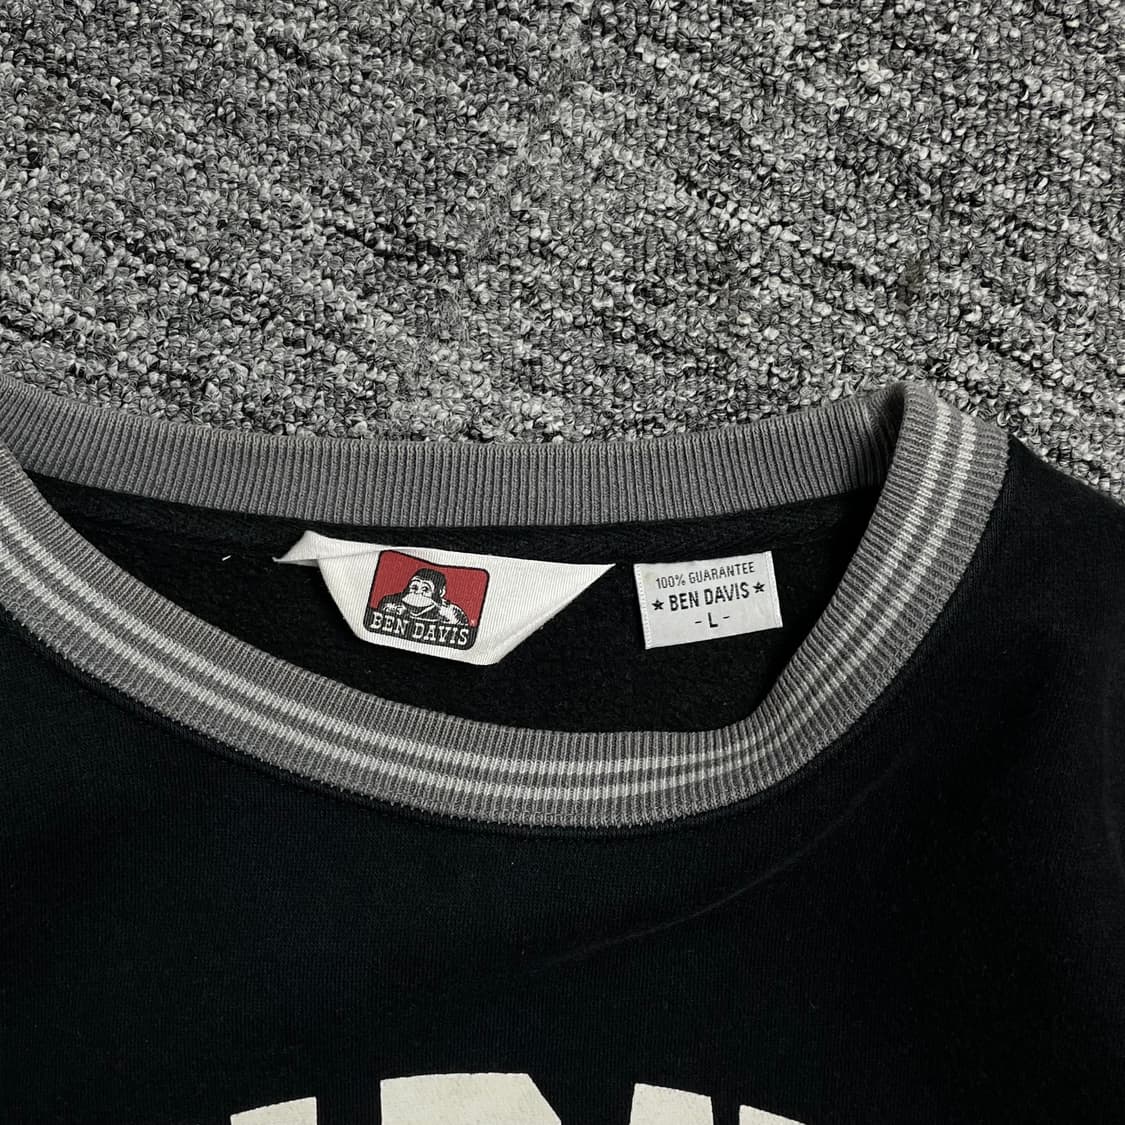 BEN DAVIS
100% GUARANTEE
★ BEN DAVIS ★
- L -